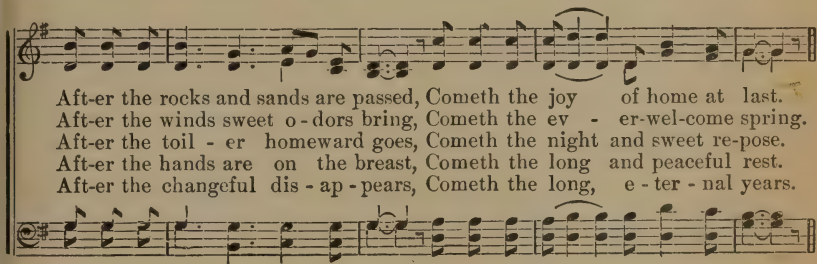 Aft-er the rocks and sands are passed, Cometh the joy of home at last.
Aft-er the winds sweet o - dors bring, Cometh the ev - er-wel-come spring.
Aft-er the toil - er homeward goes, Cometh the night and sweet re-pose.
Aft-er the hands are on the breast, Cometh the long and peaceful rest.
Aft-er the changeful dis - ap - pears, Cometh the long, e - ter - nal years.